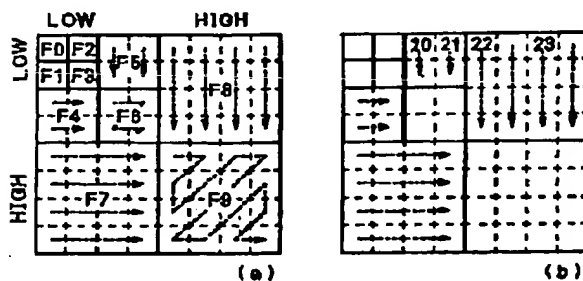 LOW HIGH
LOW
HIGH
F0 F2
F1 F3
F5
F4 F6
F8
F7
F9
(a)
20 21 22 23
(b)